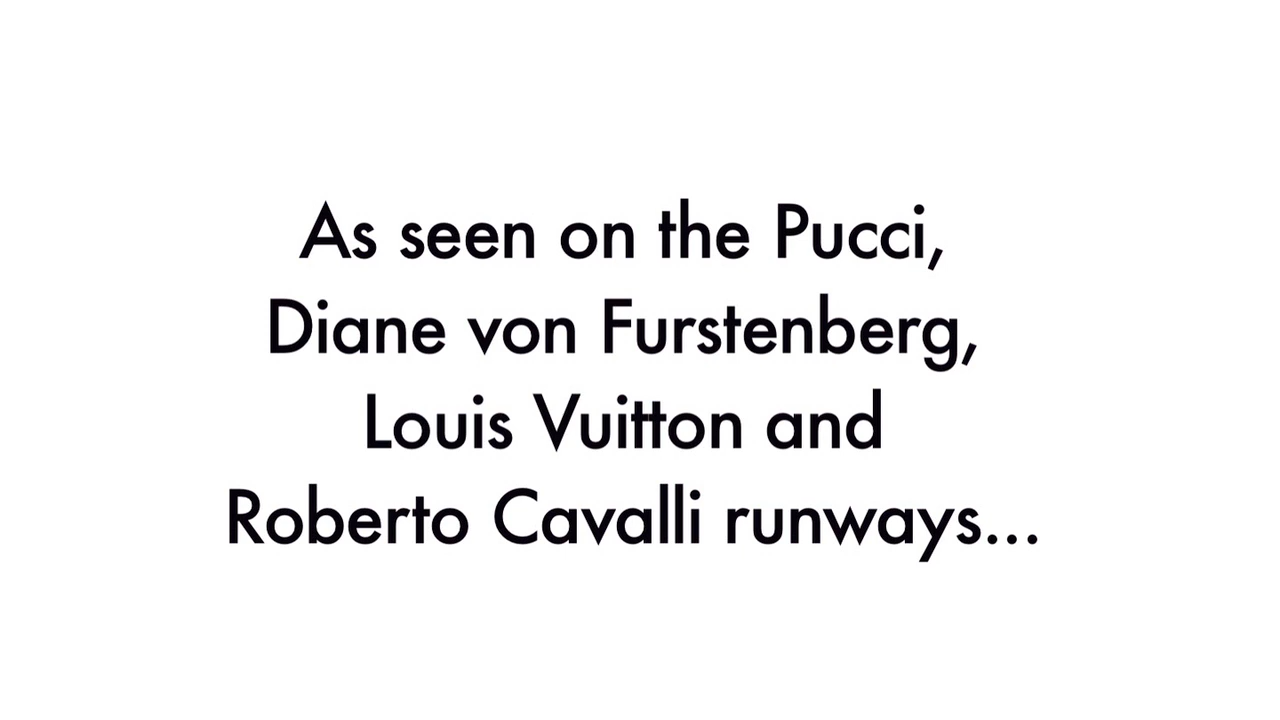 As seen on the Pucci,
Diane von Furstenberg,
Louis Vuitton and
Roberto Cavalli runways...